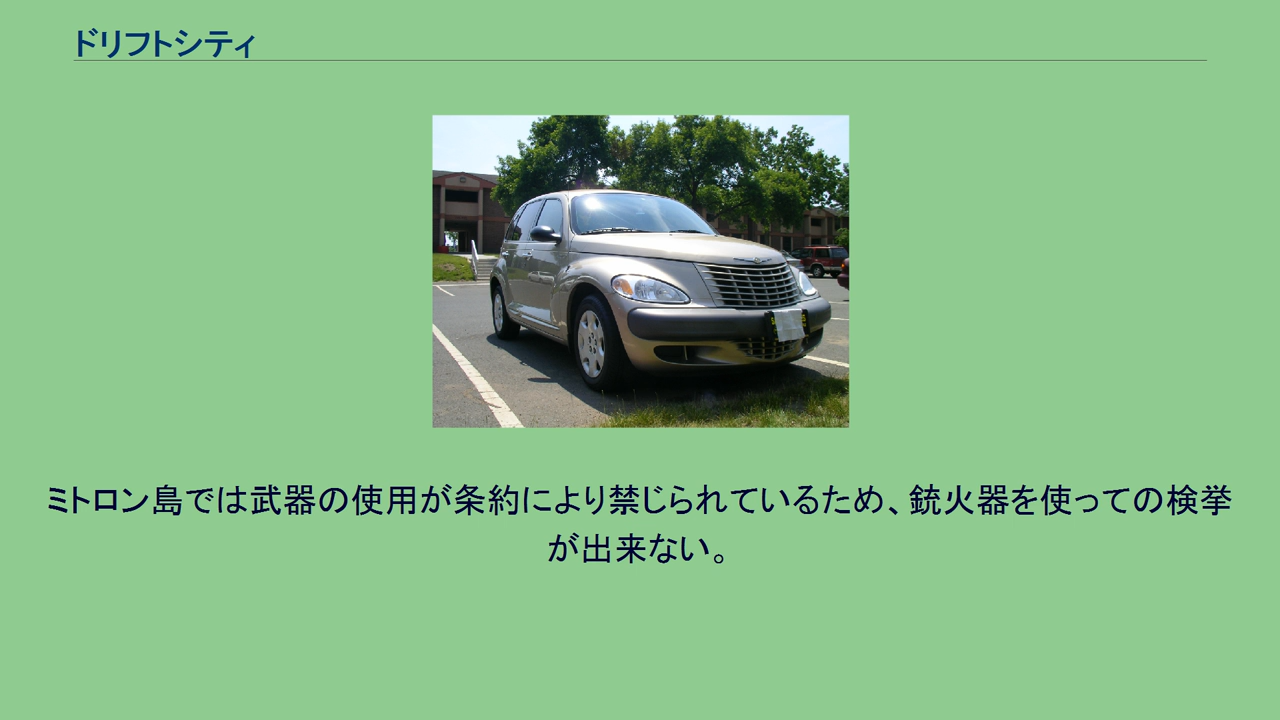 ドリフトシティ
ミトロン島では武器の使用が条約により禁じられているため、銃火器を使っての検挙
が出来ない。